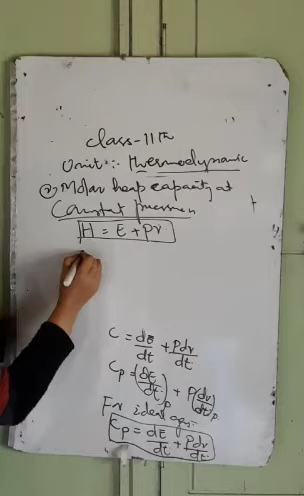 class-11th
Unit:- Thermodynamic
② Molar heap capacity at
Constant pressure
H = E + Pv
C = dE/dt + Pdv/dt
Cp = (dE/dt)p + P(dv/dt)p
For ideal gas:-
Cp = dE/dt + Pdv/dt